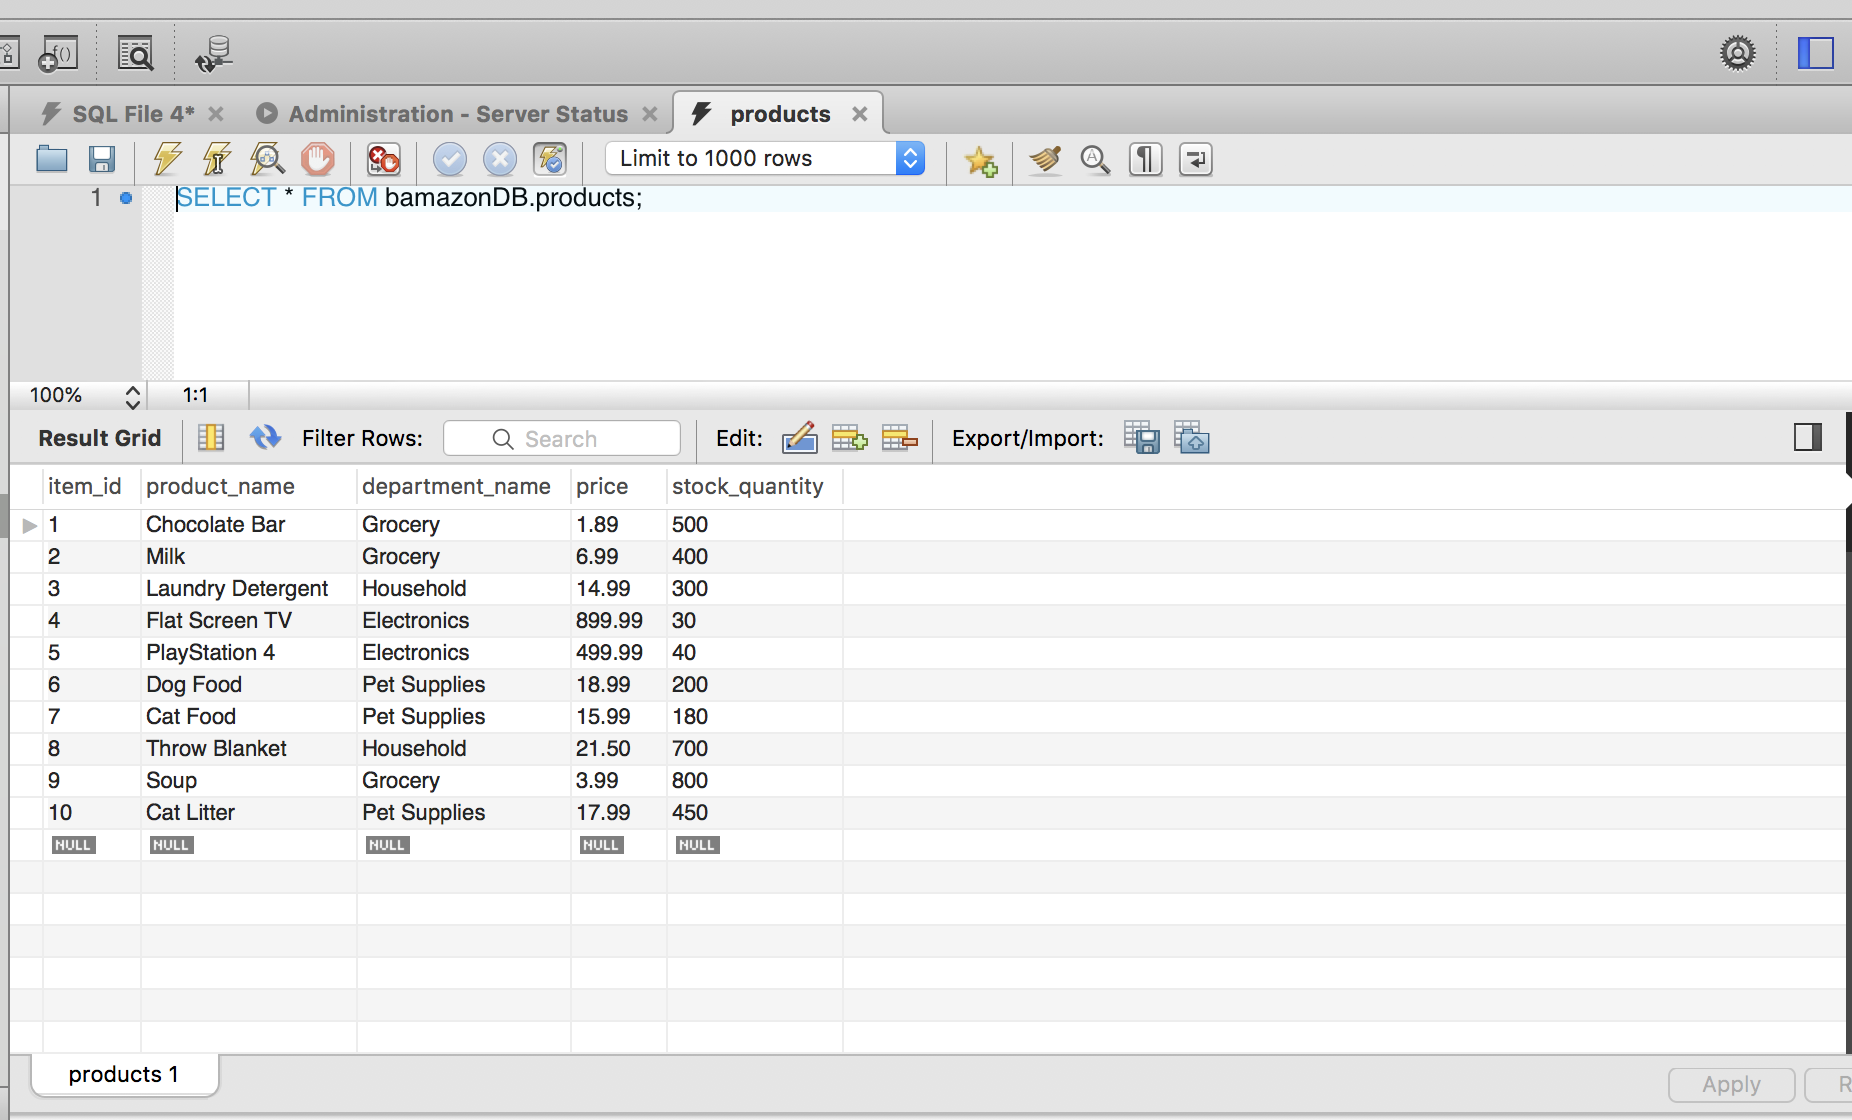 f()
SQL File 4* Administration - Server Status products
Limit to 1000 rows
1 SELECT * FROM bamazonDB.products;
100% 1:1
Result Grid Filter Rows: Search Edit: Export/Import:
item_id product_name department_name price stock_quantity
1 Chocolate Bar Grocery 1.89 500
2 Milk Grocery 6.99 400
3 Laundry Detergent Household 14.99 300
4 Flat Screen TV Electronics 899.99 30
5 PlayStation 4 Electronics 499.99 40
6 Dog Food Pet Supplies 18.99 200
7 Cat Food Pet Supplies 15.99 180
8 Throw Blanket Household 21.50 700
9 Soup Grocery 3.99 800
10 Cat Litter Pet Supplies 17.99 450
NULL NULL NULL NULL NULL
products 1
Apply R